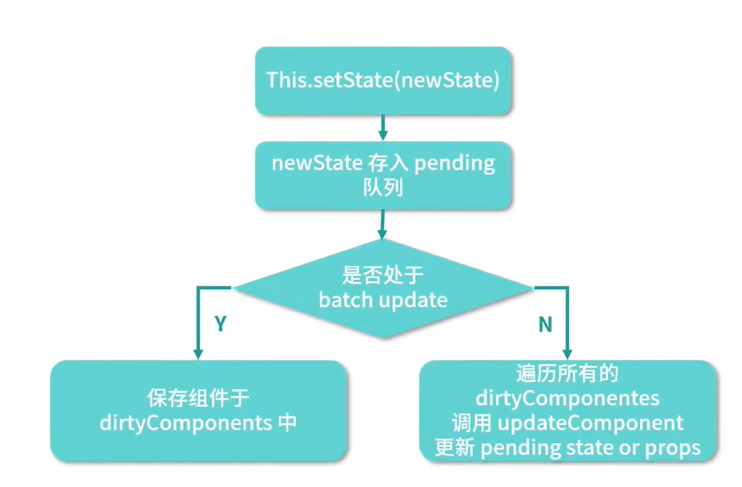 This.setState(newState)
newState 存入 pending
队列
是否处于
batch update
Y
N
保存组件于
dirtyComponents 中
遍历所有的
dirtyComponentes
调用 updateComponent
更新 pending state or props